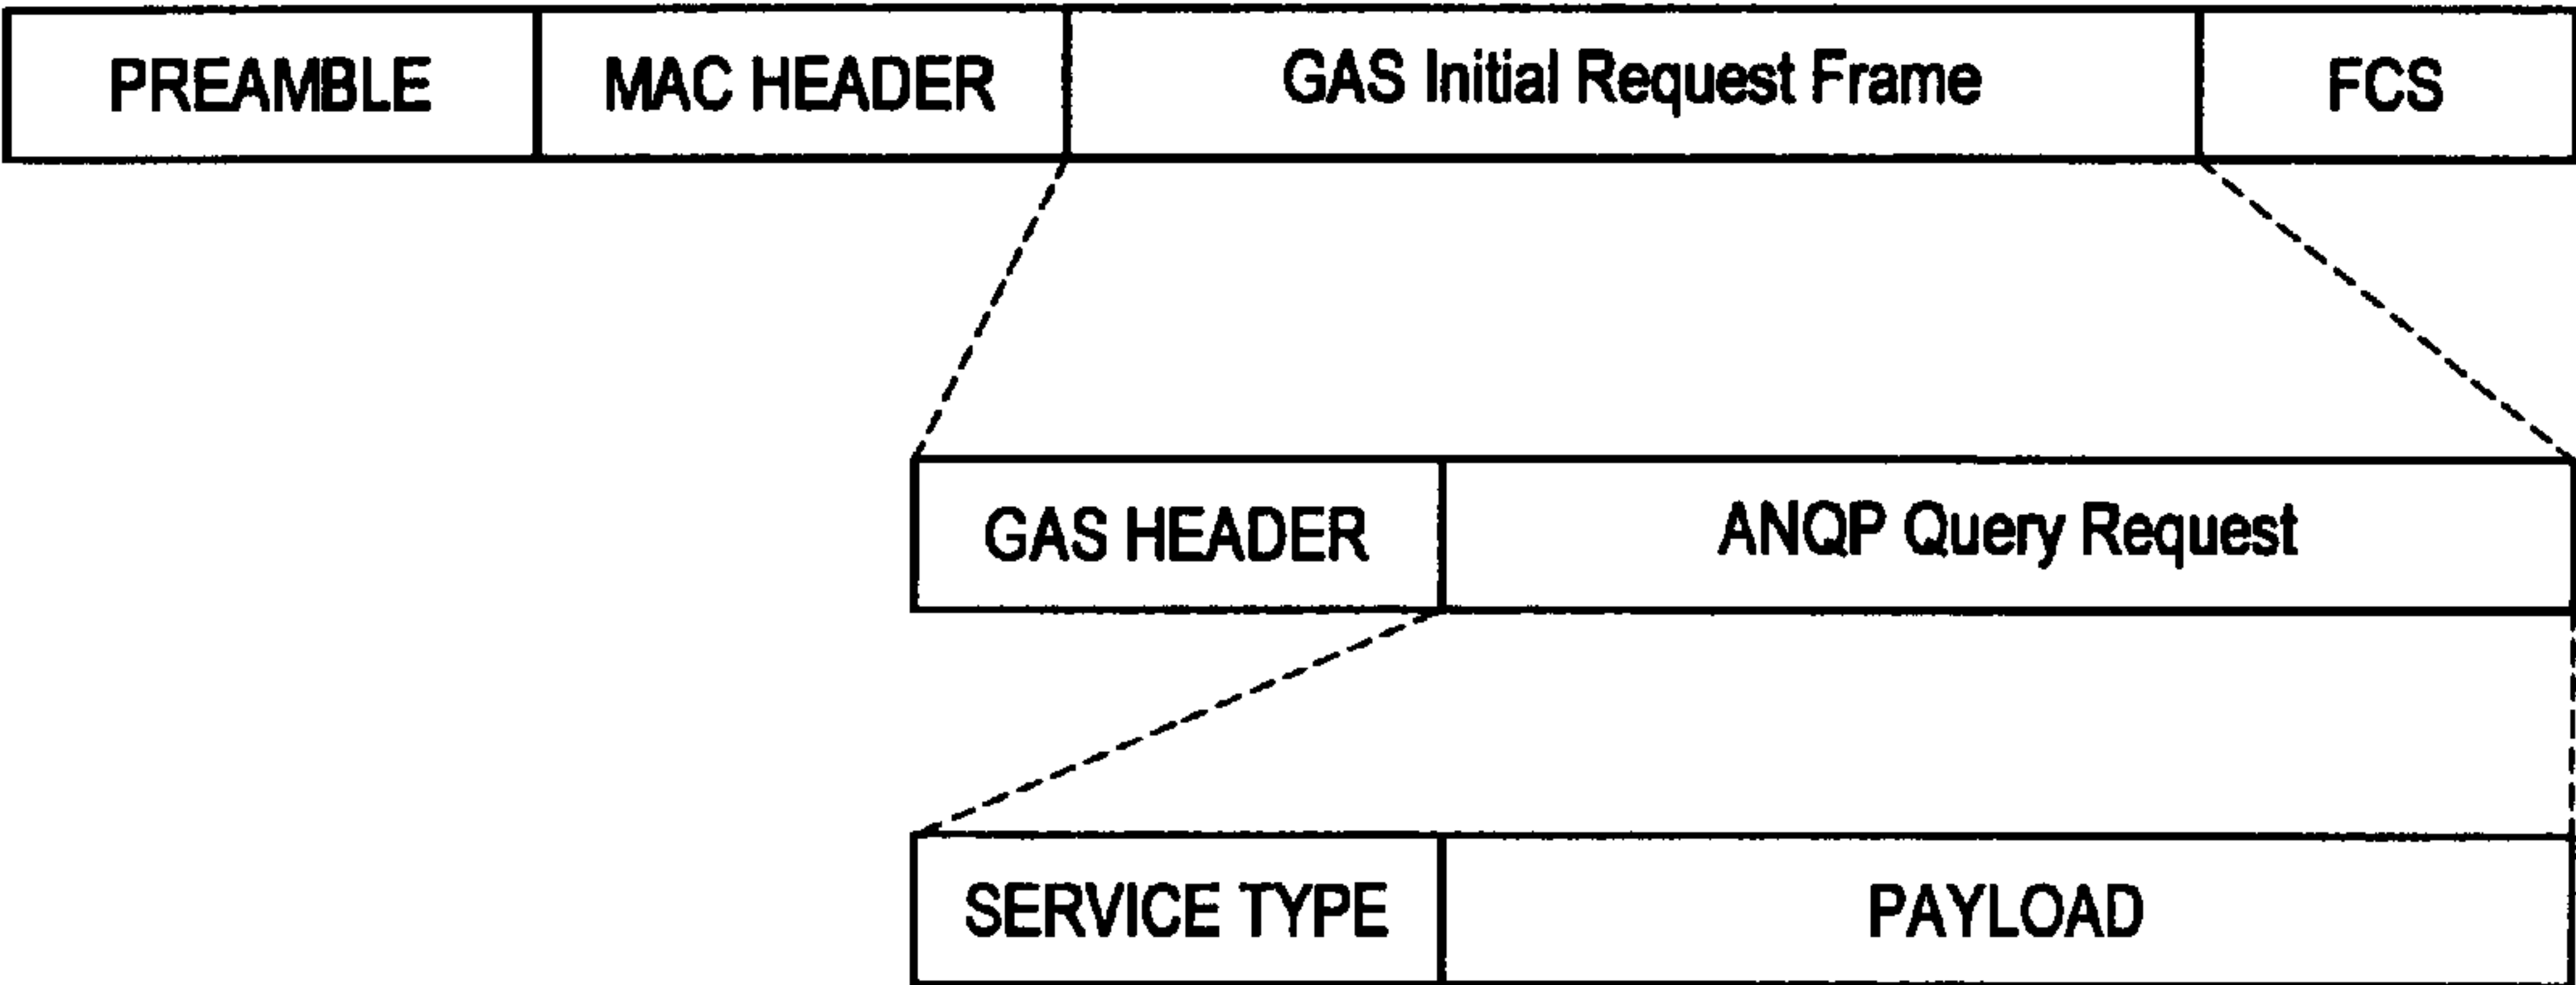 PREAMBLE MAC HEADER GAS Initial Request Frame FCS
GAS HEADER ANQP Query Request
SERVICE TYPE PAYLOAD